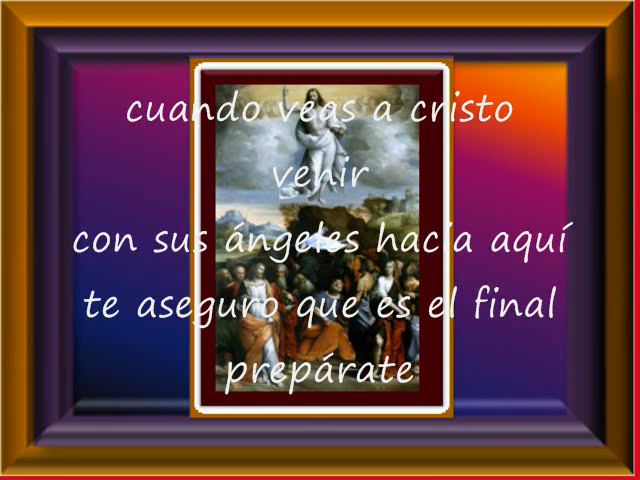 cuando veas a cristo
venir
con sus ángeles hacia aquí
te aseguro que es el final
prepárate